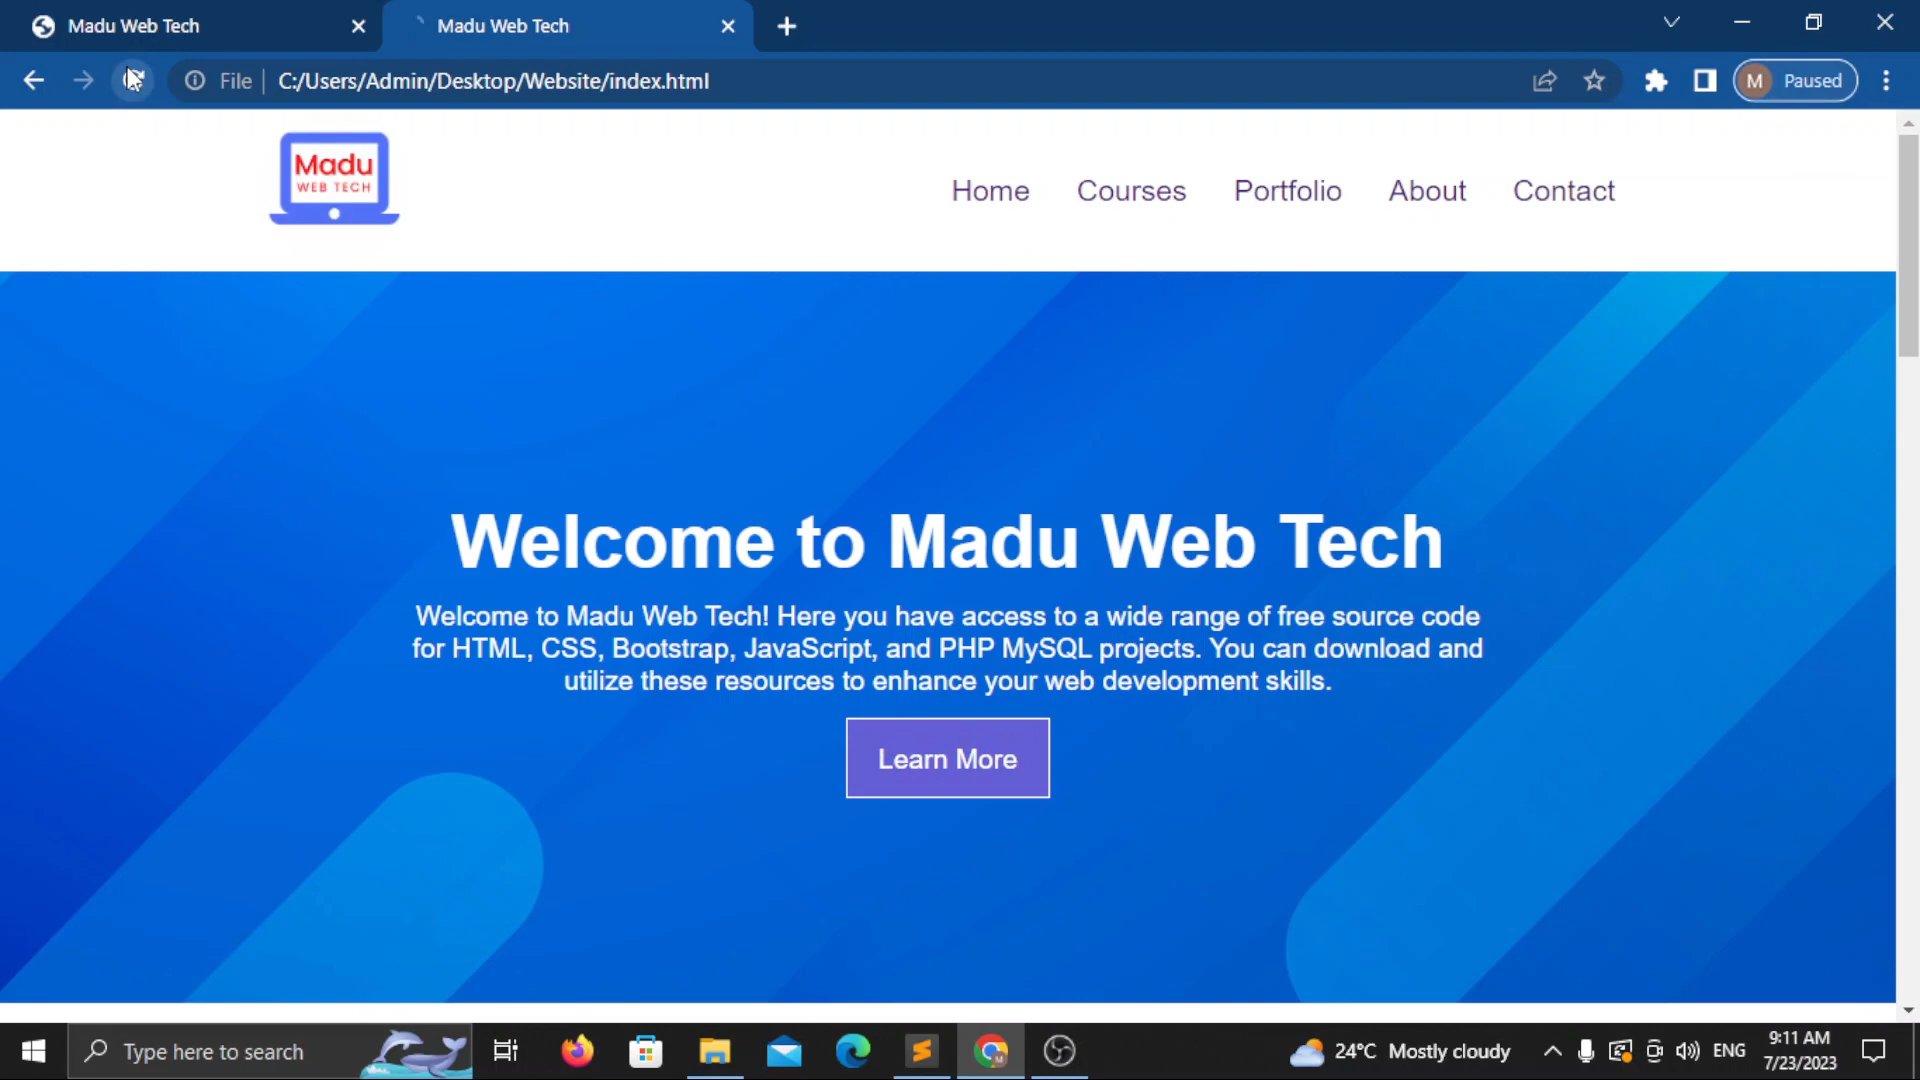 Madu Web Tech
Madu Web Tech
File C:/Users/Admin/Desktop/Website/index.html
M Paused
Madu
WEB TECH
Home Courses Portfolio About Contact
Welcome to Madu Web Tech
Welcome to Madu Web Tech! Here you have access to a wide range of free source code
for HTML, CSS, Bootstrap, JavaScript, and PHP MySQL projects. You can download and
utilize these resources to enhance your web development skills.
Learn More
Type here to search
24°C Mostly cloudy
ENG
9:11 AM
7/23/2023